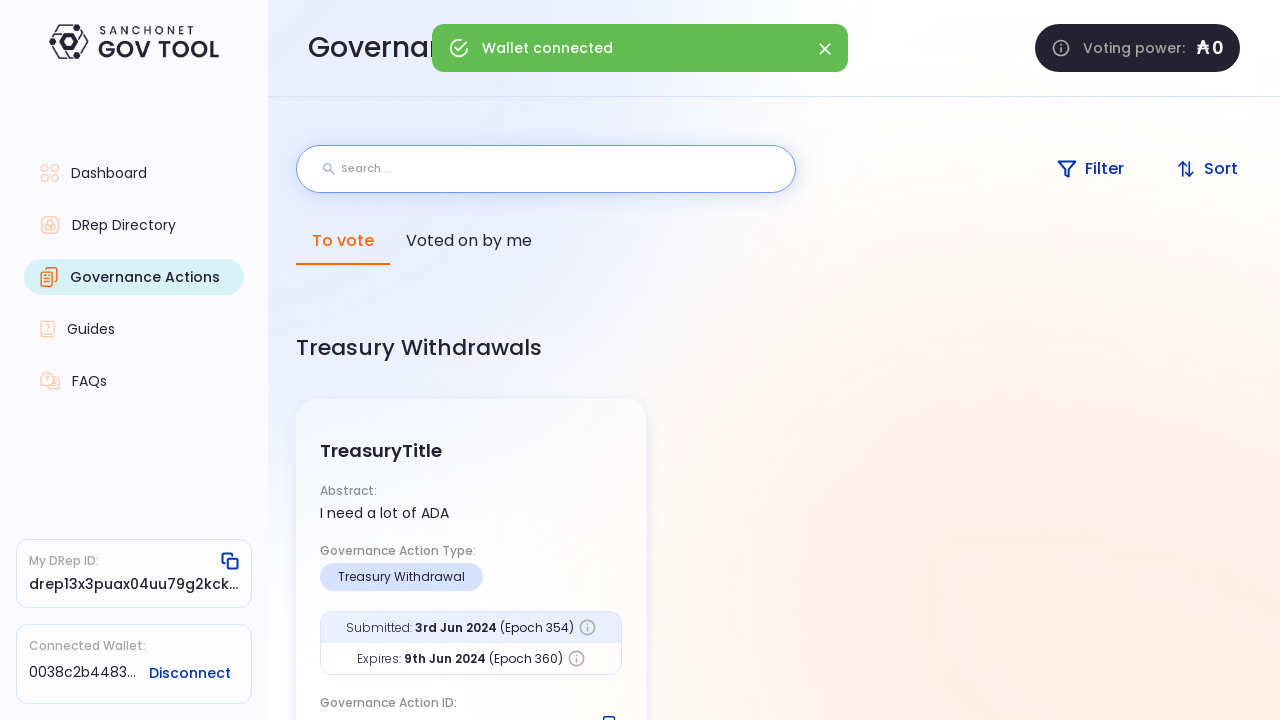 SANCHONET
GOV TOOL
Dashboard
DRep Directory
Governance Actions
Guides
FAQs
My DRep ID:
drep13x3puax04uu79g2kck...
Connected Wallet:
0038c2b4483...
Disconnect
Governan
Wallet connected
Voting power: ₳0
Search...
Filter
Sort
To vote
Voted on by me
Treasury Withdrawals
TreasuryTitle
Abstract:
I need a lot of ADA
Governance Action Type:
Treasury Withdrawal
Submitted: 3rd Jun 2024 (Epoch 354)
Expires: 9th Jun 2024 (Epoch 360)
Governance Action ID: